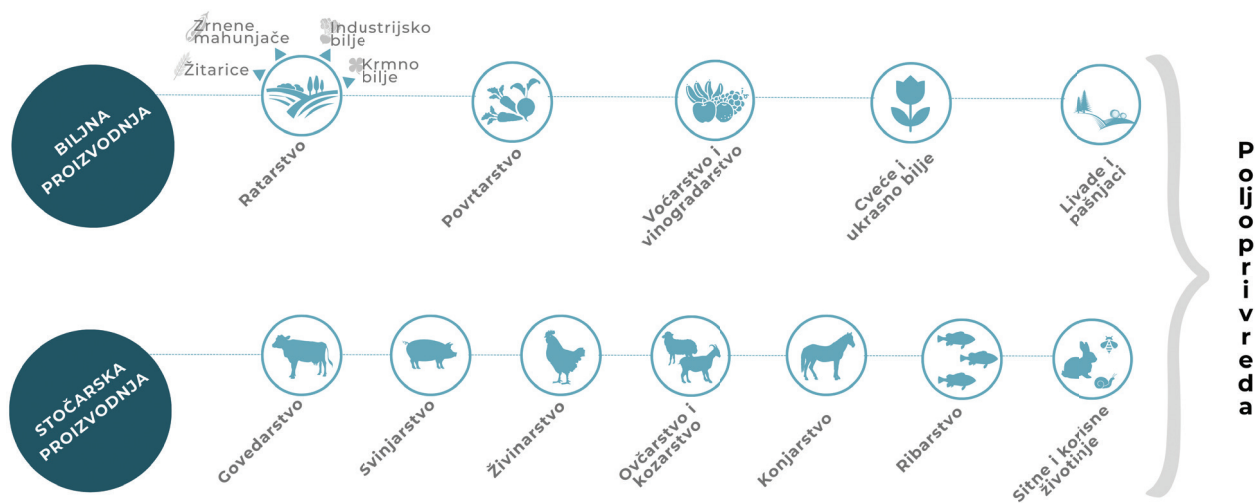 Zrnene
mahunjače
Industrijsko
bilje
Žitarice
Krmno
bilje
BILJNA
PROIZVODNJA
Ratarstvo
Povrtarstvo
Voćarstvo i
vinogradarstvo
Cveće i
ukrasno bilje
Livade i
pašnjaci
STOČARSKA
PROIZVODNJA
Govedarstvo
Svinjarstvo
Živinarstvo
Ovčarstvo i
kozarstvo
Konjarstvo
Ribarstvo
Sitne i korisne
životinje
Poljoprivreda